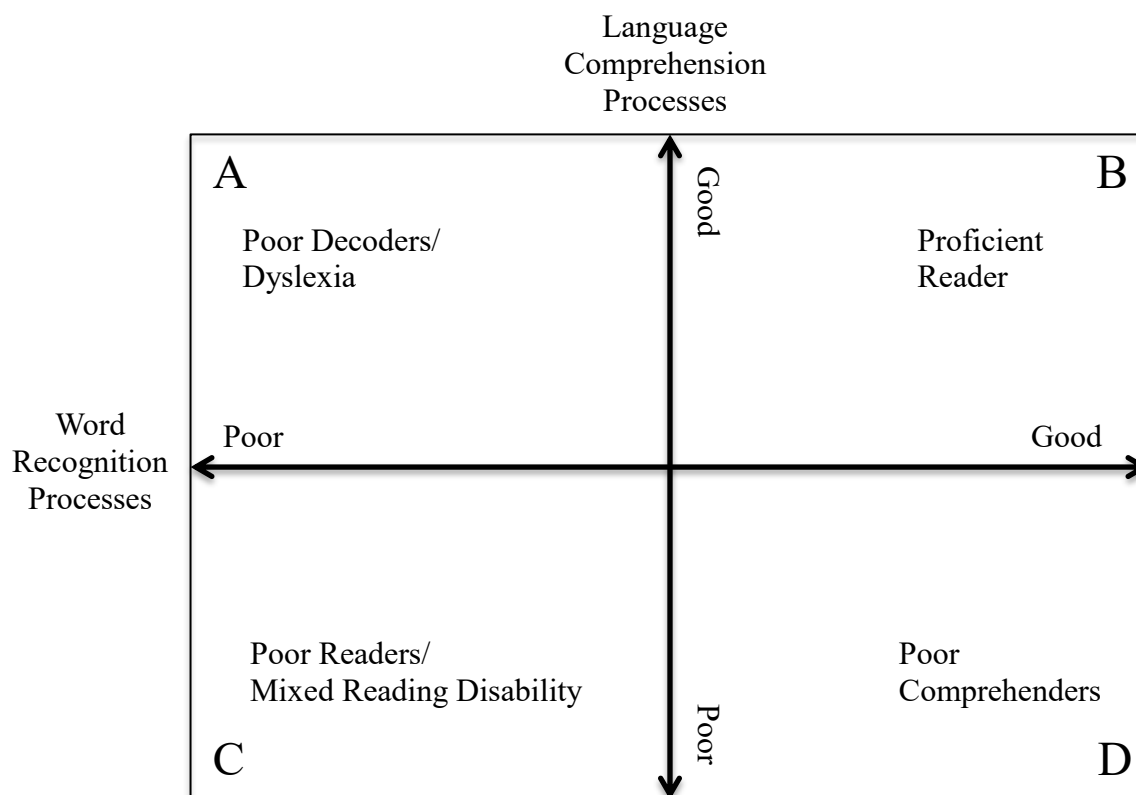 Language
Comprehension
Processes
A
B
Good
Poor Decoders/
Dyslexia
Proficient
Reader
Word
Recognition
Processes
Poor
Good
Poor Readers/
Mixed Reading Disability
Poor
Comprehenders
Poor
C
D